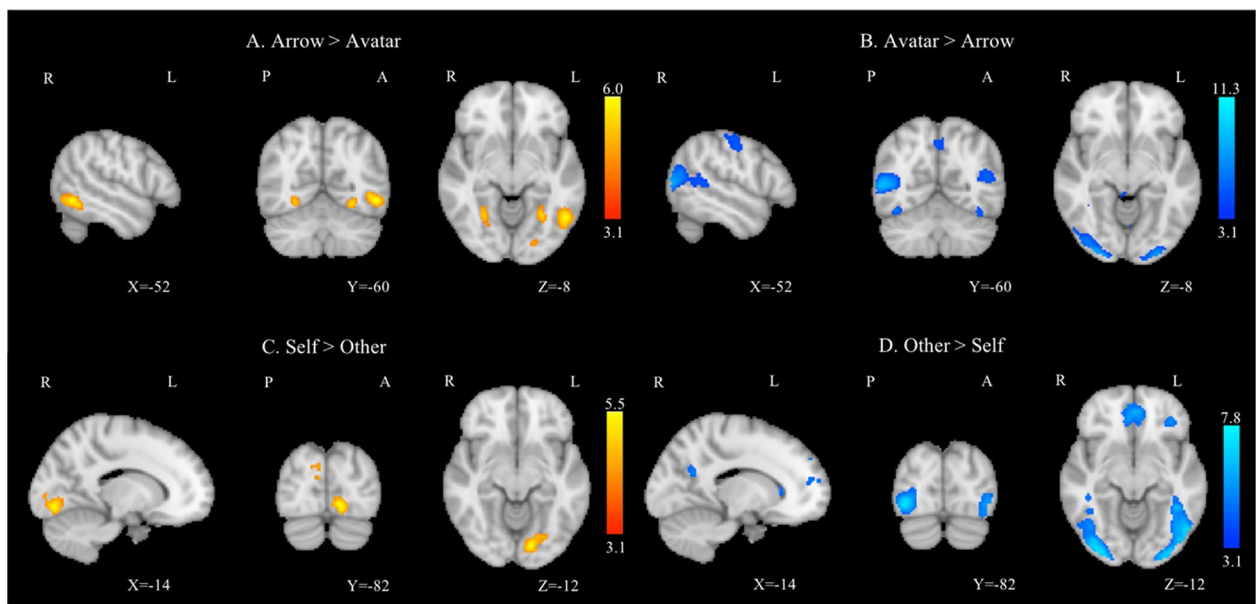 A. Arrow > Avatar
B. Avatar > Arrow
R L P A R L R L P A R L
6.0
11.3
3.1
3.1
X=-52 Y=-60 Z=-8 X=-52 Y=-60 Z=-8
C. Self > Other
D. Other > Self
R L P A R L R L P A R L
5.5
7.8
3.1
3.1
X=-14 Y=-82 Z=-12 X=-14 Y=-82 Z=-12